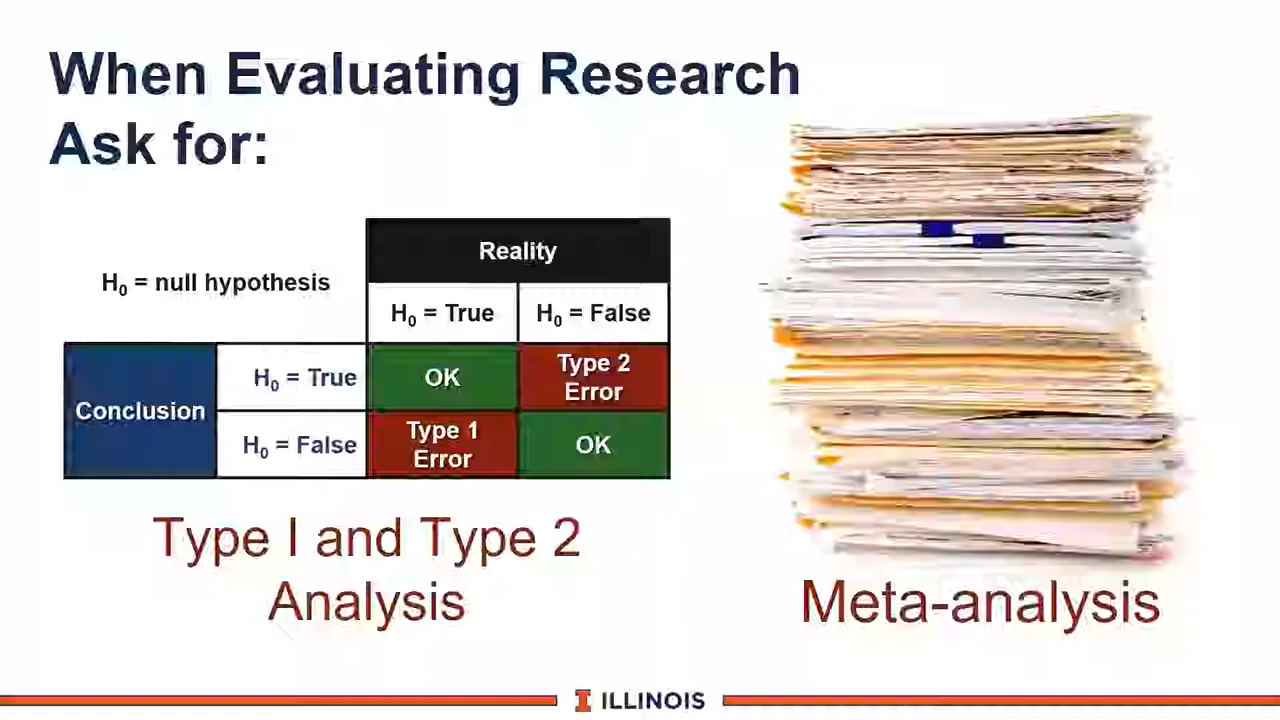 When Evaluating Research
Ask for:
Reality
H₀ = null hypothesis
H₀ = True
H₀ = False
Conclusion
H₀ = True
OK
Type 2
Error
H₀ = False
Type 1
Error
OK
Type I and Type 2
Analysis
Meta-analysis
I ILLINOIS